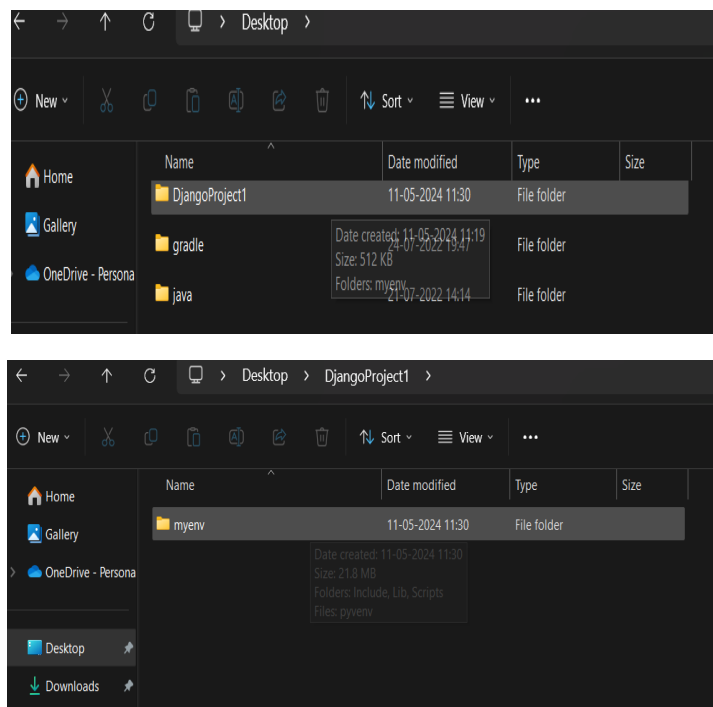 Desktop
New Sort View
Name Date modified Type Size
Home
DjangoProject1 11-05-2024 11:30 File folder
Gallery
Date created: 11-05-2024 11:19
gradle 24-07-2022 19:47 File folder
Size: 512 KB
OneDrive - Persona
Folders: myenv
java 21-07-2022 14:14 File folder
Desktop DjangoProject1
New Sort View
Name Date modified Type Size
Home
myenv 11-05-2024 11:30 File folder
Gallery
Date created: 11-05-2024 11:30
OneDrive - Persona
Size: 21.8 MB
Folders: Include, Lib, Scripts
Files: pyvenv
Desktop
Downloads